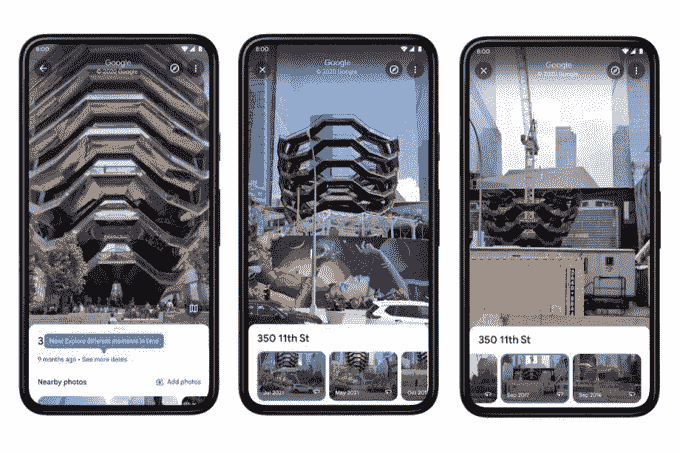 8:00
Google
© 2020 Google
3
New! Explore different moments in time
9 months ago • See more dates
Nearby photos
Add photos
8:00
Google
© 2020 Google
350 11th St
Jul 2021
May 2021
Oct 20
8:00
Google
© 2020 Google
350 11th St
Sep 2017
Sep 2016